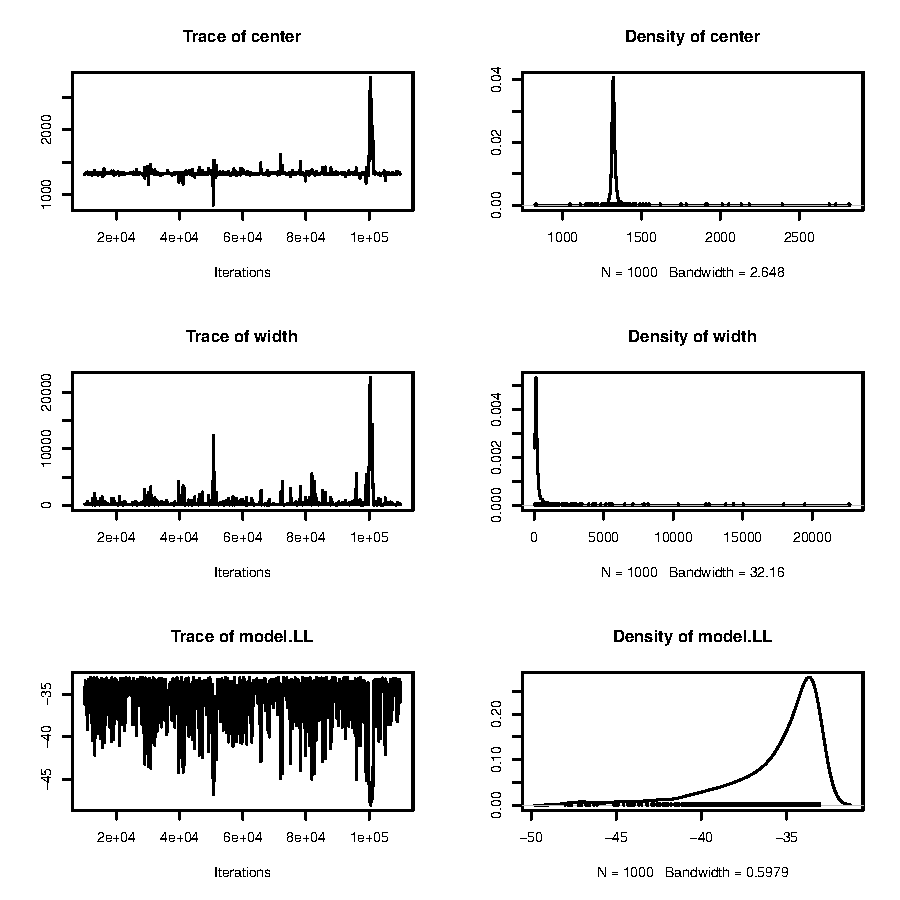 Trace of center
1000
2000
2e+04 4e+04 6e+04 8e+04 1e+05
Iterations
Density of center
0.00
0.02
0.04
1000 1500 2000 2500
N = 1000 Bandwidth = 2.648
Trace of width
0
10000
20000
2e+04 4e+04 6e+04 8e+04 1e+05
Iterations
Density of width
0.000
0.002
0.004
0 5000 10000 15000 20000
N = 1000 Bandwidth = 32.16
Trace of model.LL
−45
−40
−35
2e+04 4e+04 6e+04 8e+04 1e+05
Iterations
Density of model.LL
0.00
0.10
0.20
−50 −45 −40 −35
N = 1000 Bandwidth = 0.5979